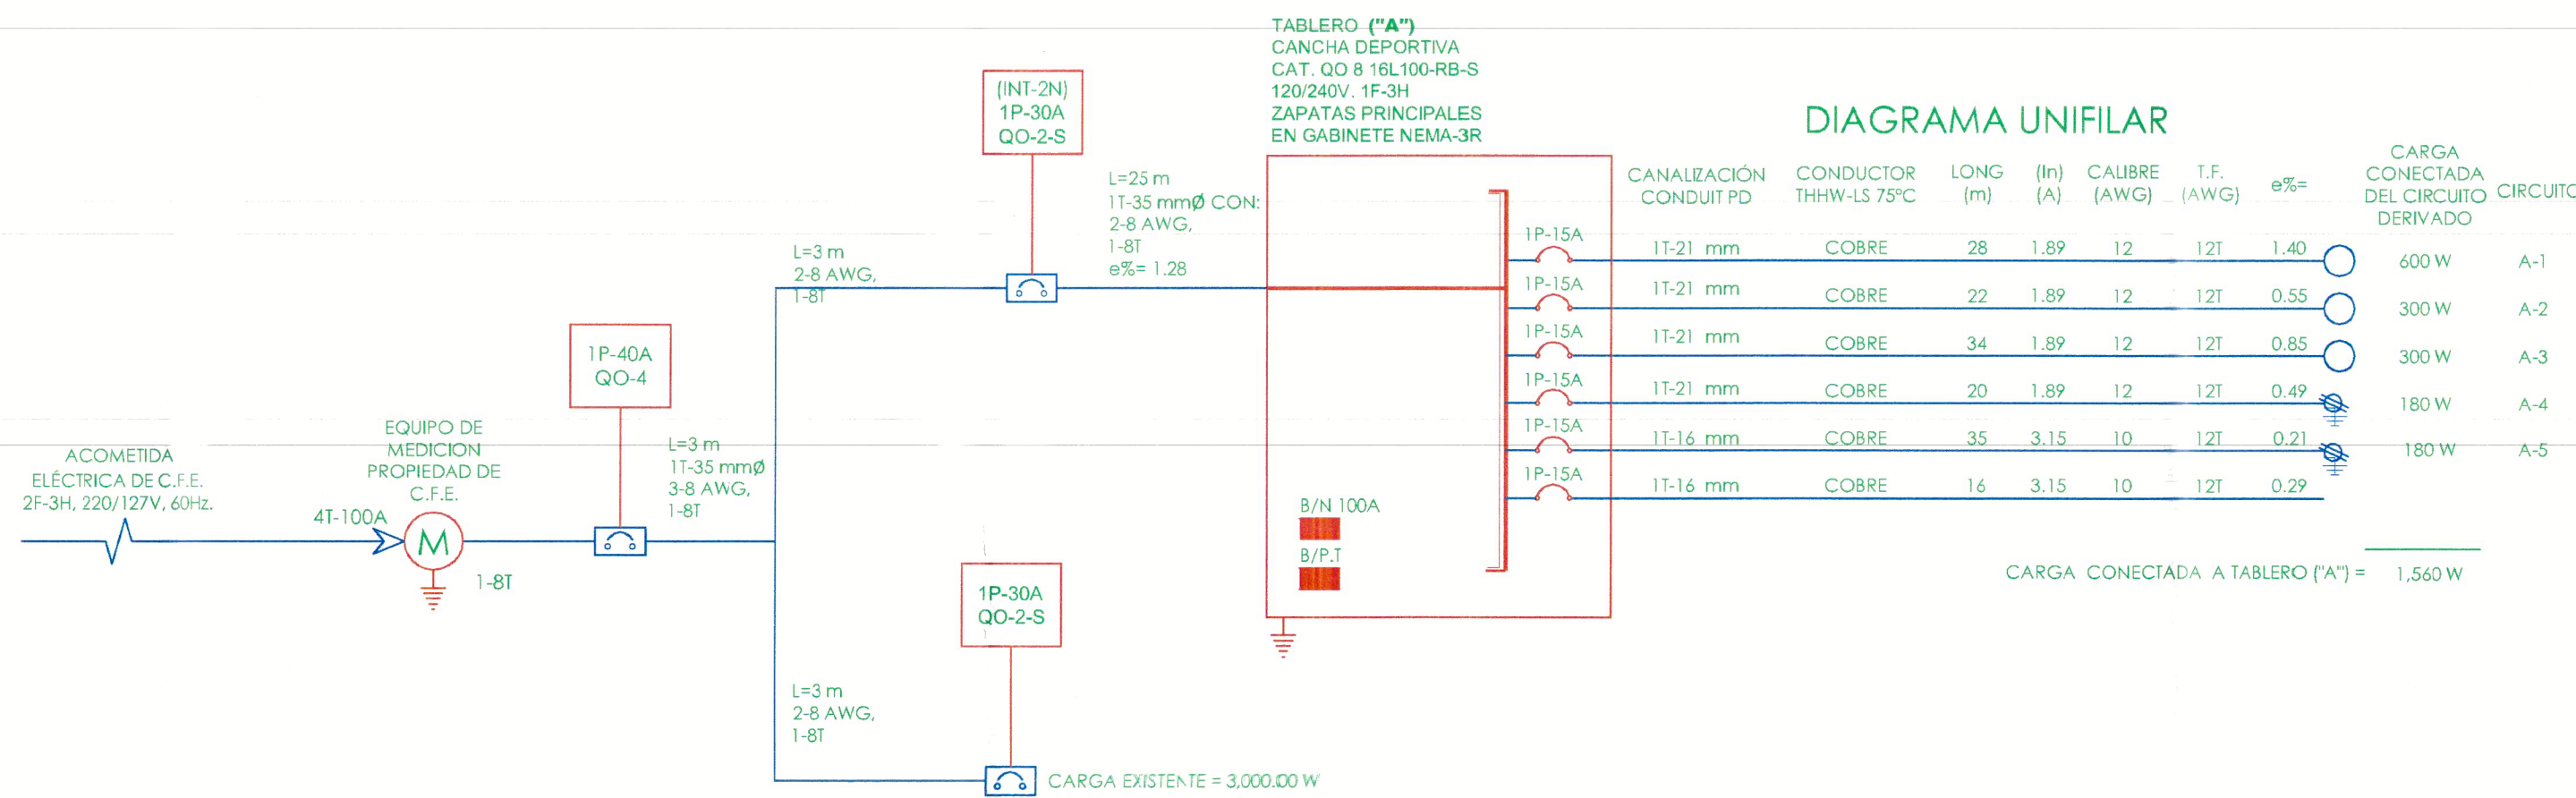 TABLERO ("A")
CANCHA DEPORTIVA
CAT. QO 8 16L100-RB-S
120/240V. 1F-3H
ZAPATAS PRINCIPALES
EN GABINETE NEMA-3R
DIAGRAMA UNIFILAR
(INT-2N)
1P-30A
QO-2-S
L=25 m
1T-35 mmØ CON:
2-8 AWG,
1-8T
e%= 1.28
L=3 m
2-8 AWG,
1-8T
1P-40A
QO-4
EQUIPO DE
MEDICION
PROPIEDAD DE
C.F.E.
ACOMETIDA
ELÉCTRICA DE C.F.E.
2F-3H, 220/127V, 60Hz.
4T-100A
M
1-8T
L=3 m
1T-35 mmØ
3-8 AWG,
1-8T
1P-30A
QO-2-S
L=3 m
2-8 AWG,
1-8T
CARGA EXISTENTE = 3,000.00 W
B/N 100A
B/P.T
CANALIZACIÓN CONDUIT PD CONDUCTOR THHW-LS 75°C LONG (m) (In) (A) CALIBRE (AWG) T.F. (AWG) e%= CARGA CONECTADA DEL CIRCUITO DERIVADO CIRCUITO
1P-15A 1T-21 mm COBRE 28 1.89 12 12T 1.40 600 W A-1
1P-15A 1T-21 mm COBRE 22 1.89 12 12T 0.55 300 W A-2
1P-15A 1T-21 mm COBRE 34 1.89 12 12T 0.85 300 W A-3
1P-15A 1T-21 mm COBRE 20 1.89 12 12T 0.49 180 W A-4
1P-15A 1T-16 mm COBRE 35 3.15 10 12T 0.21 180 W A-5
1P-15A 1T-16 mm COBRE 16 3.15 10 12T 0.29
CARGA CONECTADA A TABLERO ("A") = 1,560 W